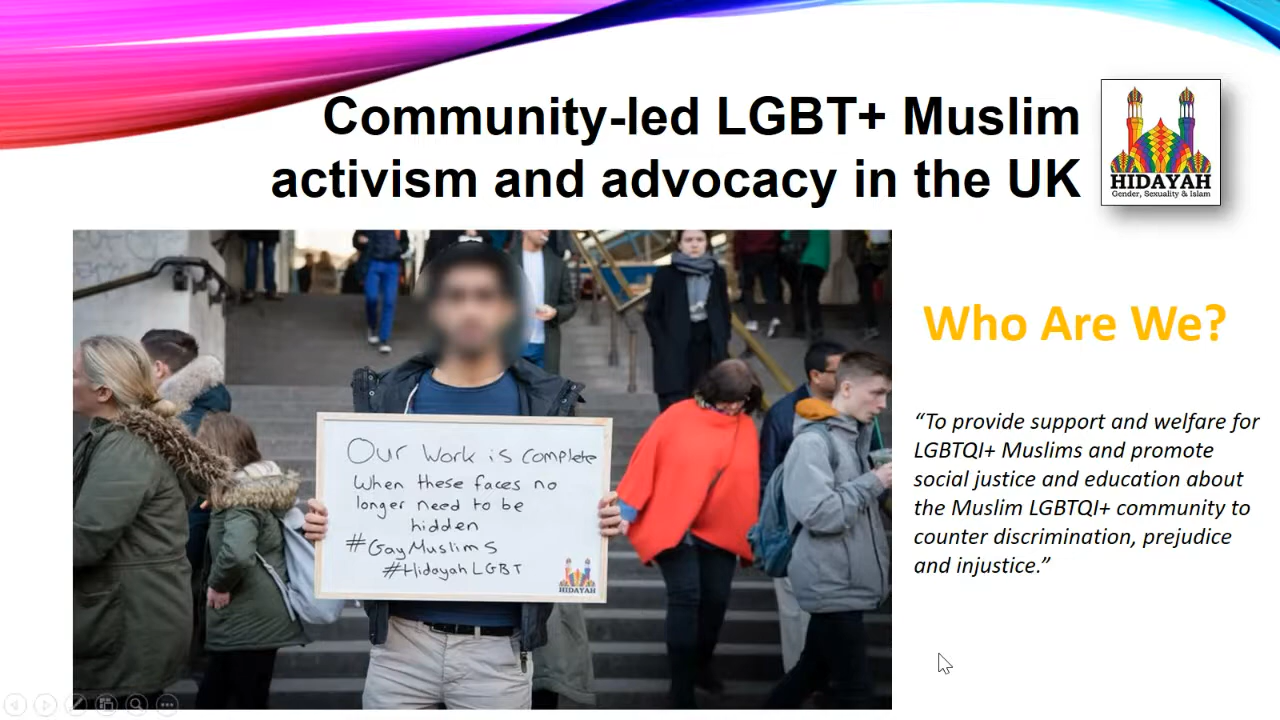 Community-led LGBT+ Muslim
activism and advocacy in the UK
HIDAYAH
Gender, Sexuality & Islam
Who Are We?
“To provide support and welfare for
LGBTQI+ Muslims and promote
social justice and education about
the Muslim LGBTQI+ community to
counter discrimination, prejudice
and injustice.”
Our Work is complete
When these faces no
longer need to be
hidden
#GayMuslims
#HidayahLGBT
HIDAYAH